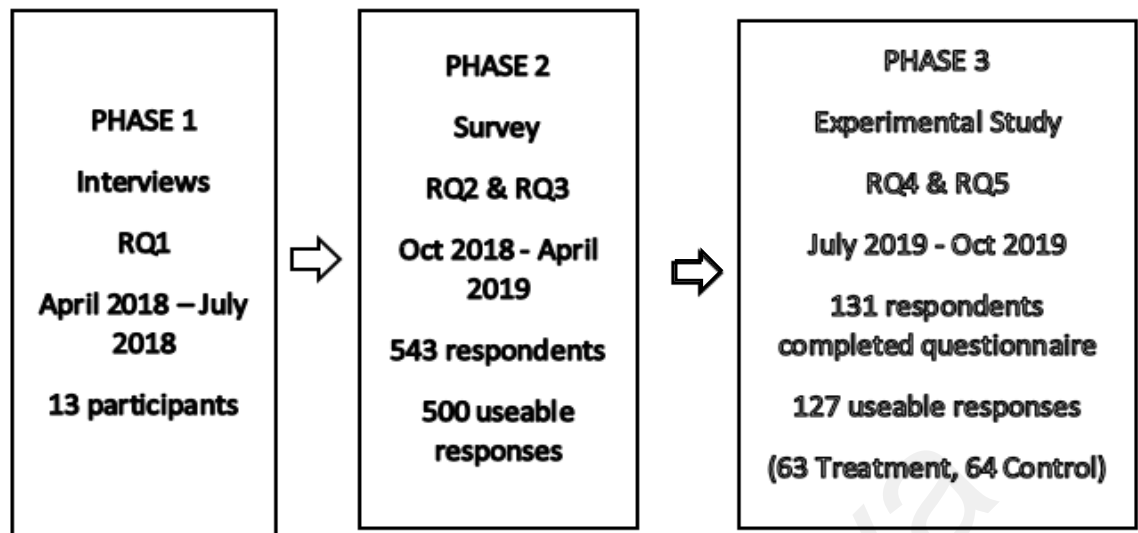 PHASE 1
Interviews
RQ1
April 2018 – July
2018
13 participants
PHASE 2
Survey
RQ2 & RQ3
Oct 2018 - April
2019
543 respondents
500 useable
responses
PHASE 3
Experimental Study
RQ4 & RQ5
July 2019 - Oct 2019
131 respondents
completed questionnaire
127 useable responses
(63 Treatment, 64 Control)